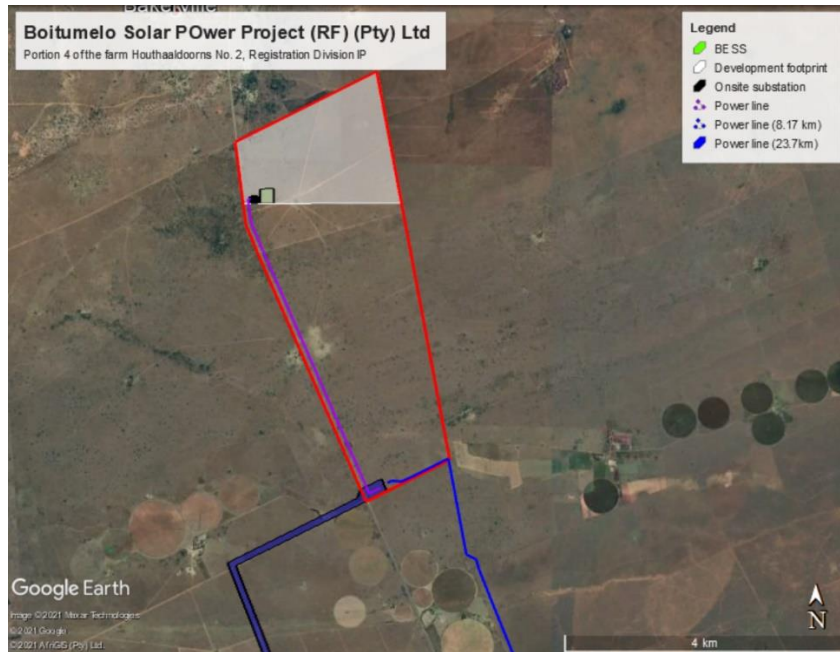 Bakerville
Boitumelo Solar POwer Project (RF) (Pty) Ltd
Portion 4 of the farm Houthaaldoorns No. 2, Registration Division IP
Legend
BESS
Development footprint
Onsite substation
Power line
Power line (8.17 km)
Power line (23.7km)
Google Earth
Image © 2021 Maxar Technologies
© 2021 Google
© 2021 AfriGIS (Pty) Ltd.
N
4 km